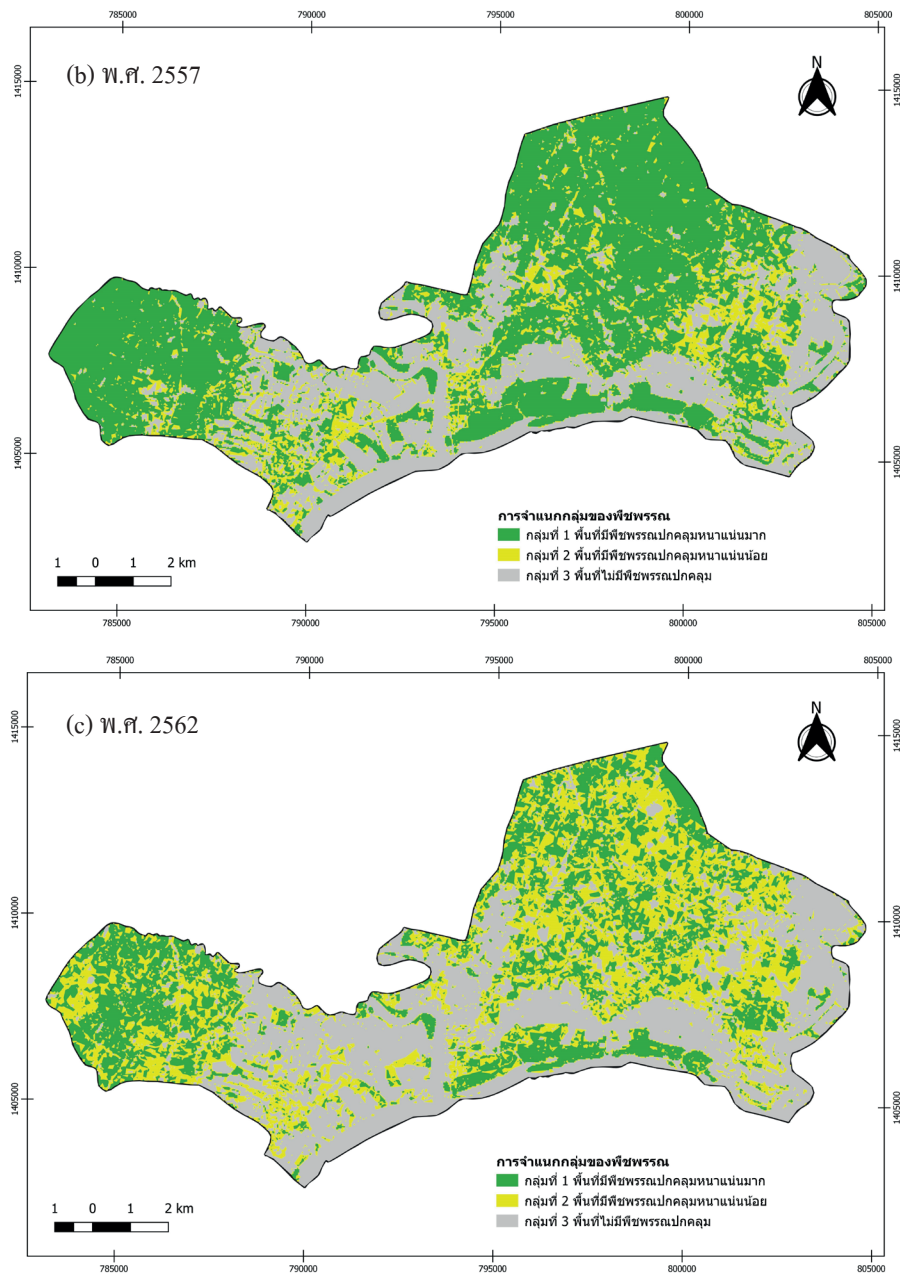 785000 790000 795000 800000 805000
(b) พ.ศ. 2557
N
1415000 1415000
1410000 1410000
1405000 1405000
การจำแนกกลุ่มของพืชพรรณ
กลุ่มที่ 1 พื้นที่มีพืชพรรณปกคลุมหนาแน่นมาก
กลุ่มที่ 2 พื้นที่มีพืชพรรณปกคลุมหนาแน่นน้อย
กลุ่มที่ 3 พื้นที่ไม่มีพืชพรรณปกคลุม
1 0 1 2 km
785000 790000 795000 800000 805000
785000 790000 795000 800000 805000
(c) พ.ศ. 2562
N
1415000 1415000
1410000 1410000
1405000 1405000
การจำแนกกลุ่มของพืชพรรณ
กลุ่มที่ 1 พื้นที่มีพืชพรรณปกคลุมหนาแน่นมาก
กลุ่มที่ 2 พื้นที่มีพืชพรรณปกคลุมหนาแน่นน้อย
กลุ่มที่ 3 พื้นที่ไม่มีพืชพรรณปกคลุม
1 0 1 2 km
785000 790000 795000 800000 805000